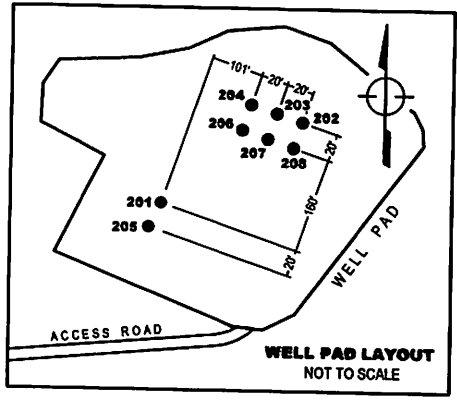 101' 20' 20'
204 203 202
206 207 208
20'
160'
201
205
20'
WELL PAD
ACCESS ROAD
WELL PAD LAYOUT
NOT TO SCALE